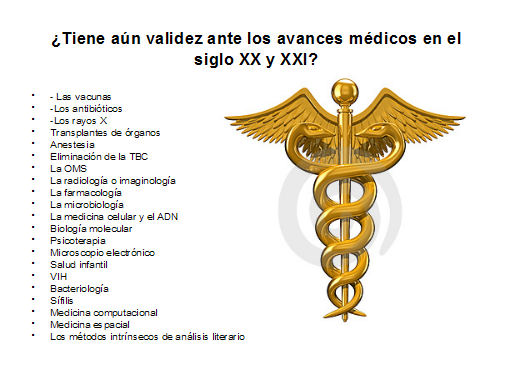 ¿Tiene aún validez ante los avances médicos en el
siglo XX y XXI?
• - Las vacunas
• -Los antibióticos
• -Los rayos X
• Transplantes de órganos
• Anestesia
• Eliminación de la TBC
• La OMS
• La radiología o imaginología
• La farmacología
• La microbiología
• La medicina celular y el ADN
• Biología molecular
• Psicoterapia
• Microscopio electrónico
• Salud infantil
• VIH
• Bacteriología
• Sífilis
• Medicina computacional
• Medicina espacial
• Los métodos intrínsecos de análisis literario